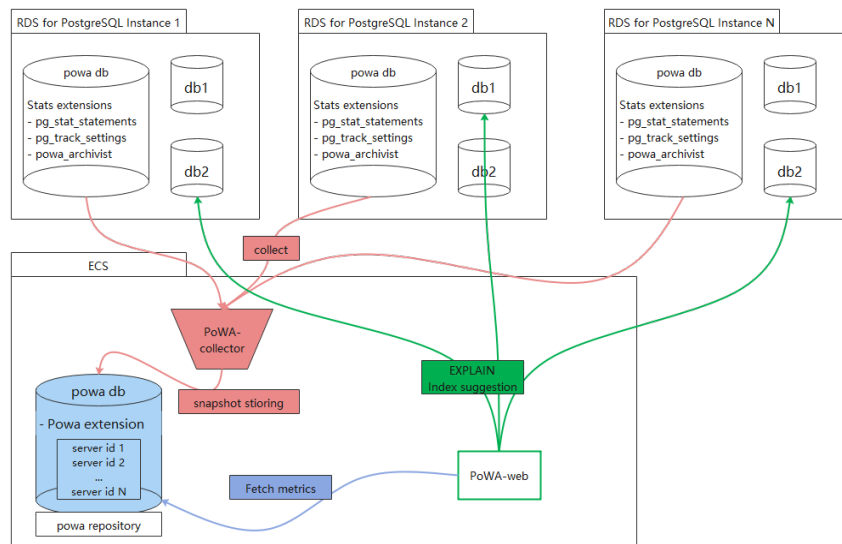 RDS for PostgreSQL Instance 1
powa db
Stats extensions
- pg_stat_statements
- pg_track_settings
- powa_archivist
db1
db2
RDS for PostgreSQL Instance 2
powa db
Stats extensions
- pg_stat_statements
- pg_track_settings
- powa_archivist
db1
db2
RDS for PostgreSQL Instance N
powa db
Stats extensions
- pg_stat_statements
- pg_track_settings
- powa_archivist
db1
db2
collect
ECS
PoWA-
collector
EXPLAIN
Index suggestion
snapshot stioring
powa db
- Powa extension
server id 1
server id 2
...
server id N
powa repository
Fetch metrics
PoWA-web